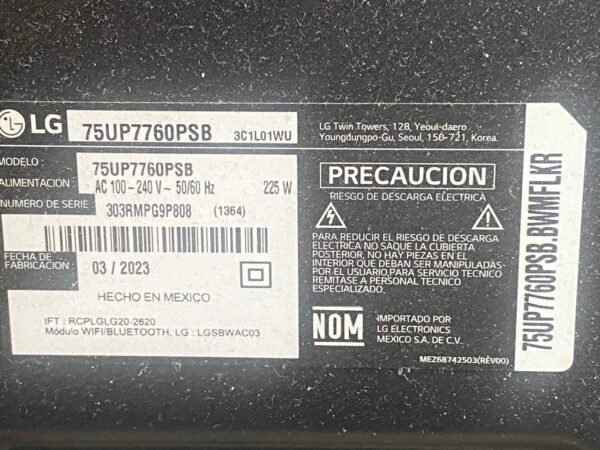 LG 75UP7760PSB 3C1L01WU
MODELO : 75UP7760PSB
ALIMENTACION : AC 100-240 V~ 50/60 Hz 225 W
NUMERO DE SERIE : 303RMPG9P808 (1364)
FECHA DE
FABRICACION : 03 / 2023
HECHO EN MEXICO
IFT : RCPLGLG20-2620
Módulo WIFI/BLUETOOTH, LG : LGSBWAC03
LG Twin Towers, 128, Yeoui-daero
Youngdungpo-Gu, Seoul, 150-721, Korea.
PRECAUCION
RIESGO DE DESCARGA ELÉCTRICA
PARA REDUCIR EL RIESGO DE DESCARGA
ELECTRICA NO SAQUE LA CUBIERTA
POSTERIOR, NO HAY PIEZAS EN EL
INTERIOR QUE DEBAN SER MANIPULADAS
POR EL USUARIO.PARA SERVICIO TECNICO
REMITASE A PERSONAL TECNICO
ESPECIALIZADO
NOM
IMPORTADO POR
LG ELECTRONICS
MEXICO S.A. DE C.V.
MEZ68742503(REV00)
75UP7760PSB.BWMFLKR